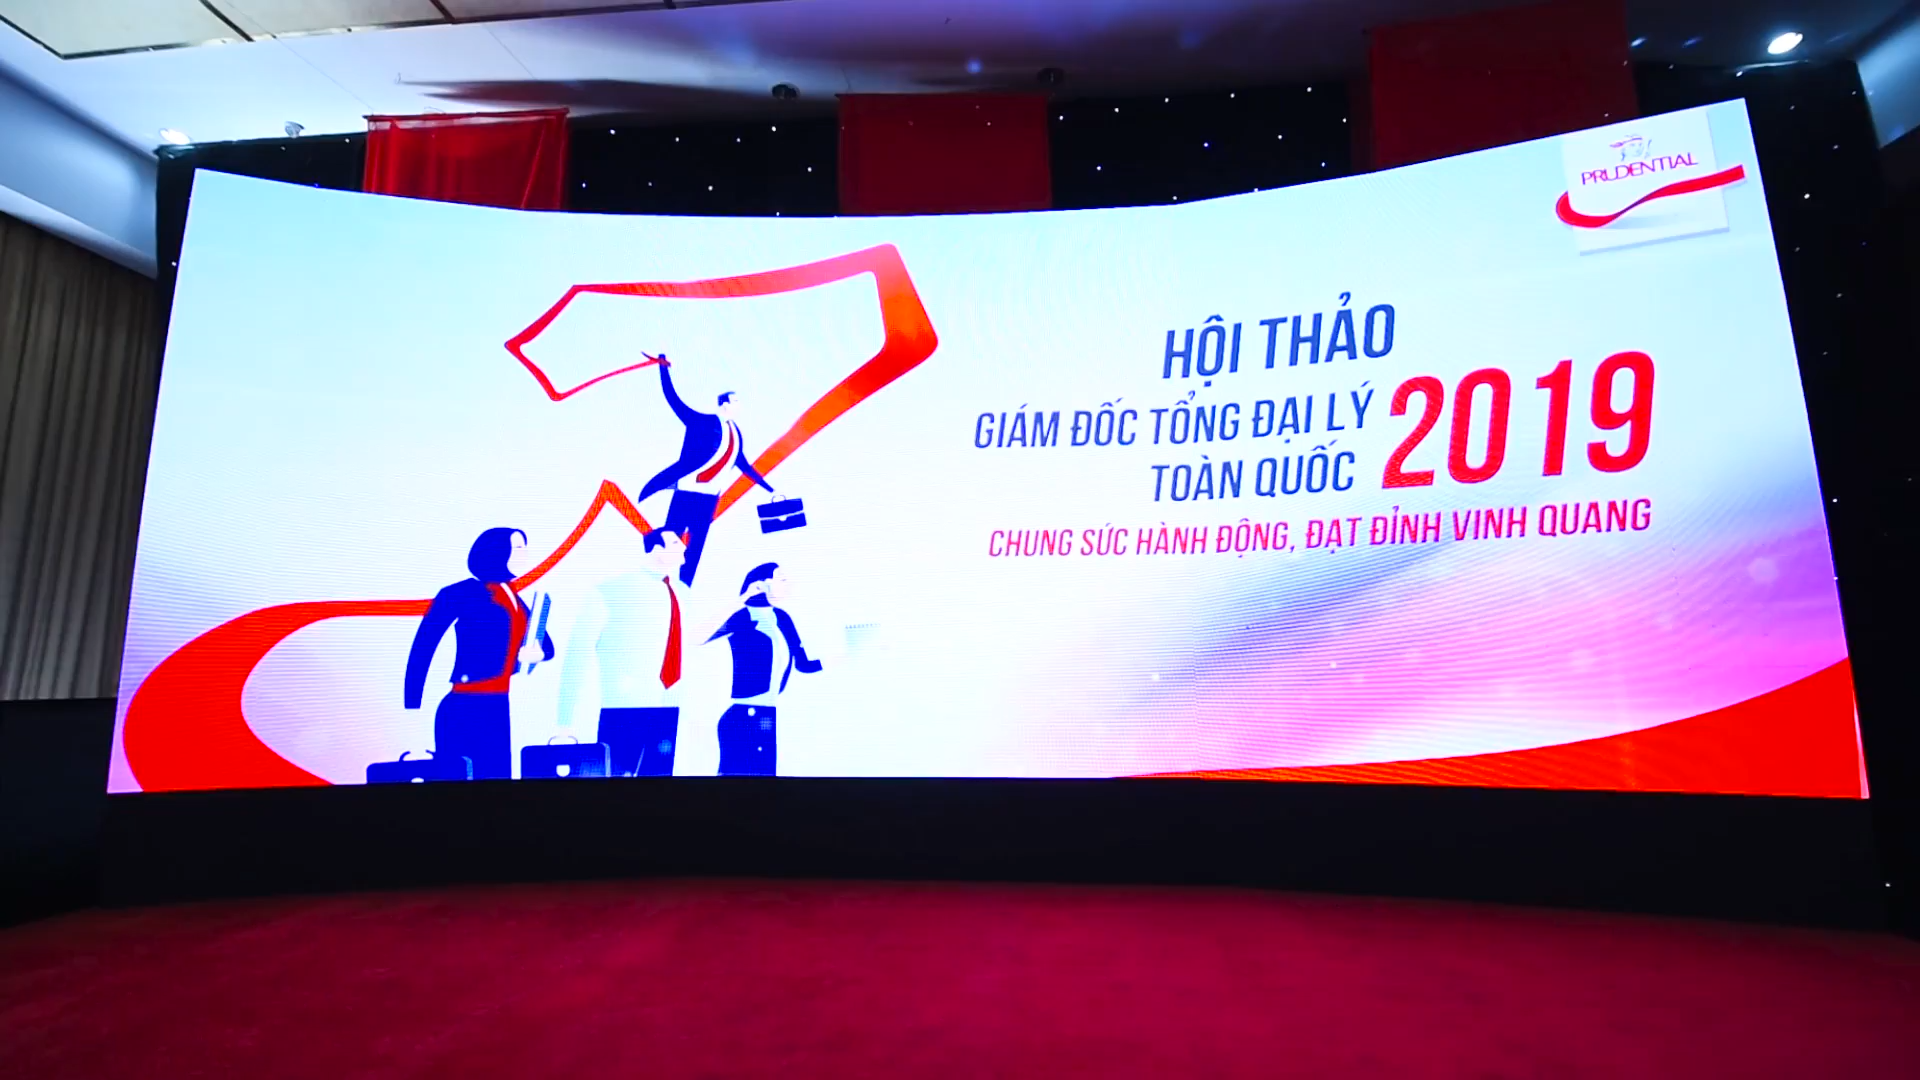 PRUDENTIAL
HỘI THẢO
GIÁM ĐỐC TỔNG ĐẠI LÝ
TOÀN QUỐC
2019
CHUNG SỨC HÀNH ĐỘNG, ĐẠT ĐỈNH VINH QUANG